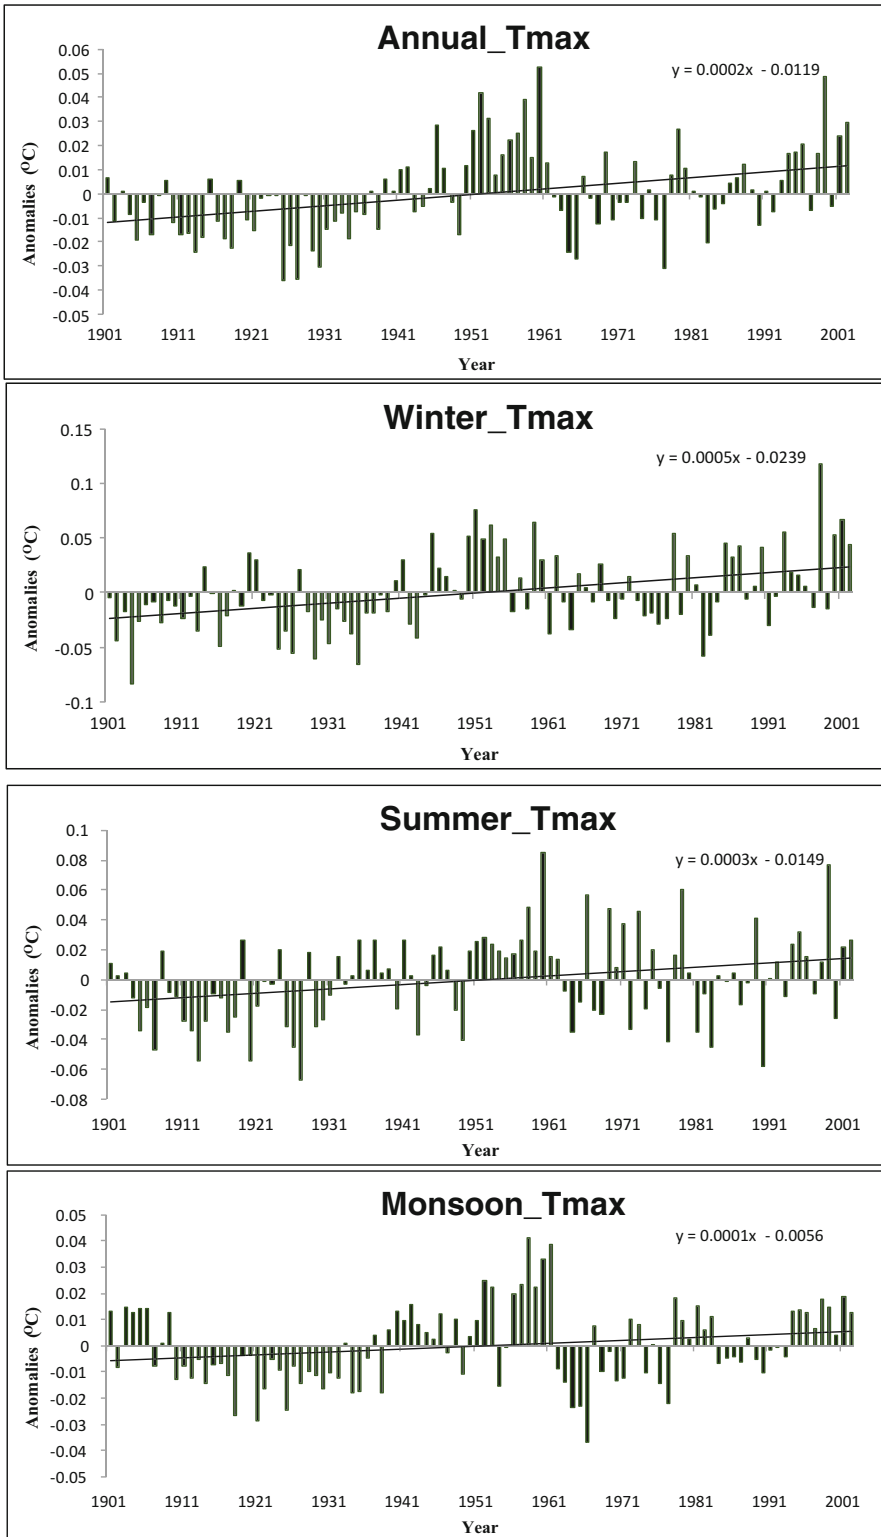 Annual_Tmax
y = 0.0002x - 0.0119
0.06
0.05
0.04
0.03
0.02
0.01
0
-0.01
-0.02
-0.03
-0.04
-0.05
Anomalies (OC)
1901 1911 1921 1931 1941 1951 1961 1971 1981 1991 2001
Year
Winter_Tmax
y = 0.0005x - 0.0239
0.15
0.1
0.05
0
-0.05
-0.1
Anomalies (OC)
1901 1911 1921 1931 1941 1951 1961 1971 1981 1991 2001
Year
Summer_Tmax
y = 0.0003x - 0.0149
0.1
0.08
0.06
0.04
0.02
0
-0.02
-0.04
-0.06
-0.08
Anomalies (OC)
1901 1911 1921 1931 1941 1951 1961 1971 1981 1991 2001
Year
Monsoon_Tmax
y = 0.0001x - 0.0056
0.05
0.04
0.03
0.02
0.01
0
-0.01
-0.02
-0.03
-0.04
-0.05
Anomalies (OC)
1901 1911 1921 1931 1941 1951 1961 1971 1981 1991 2001
Year